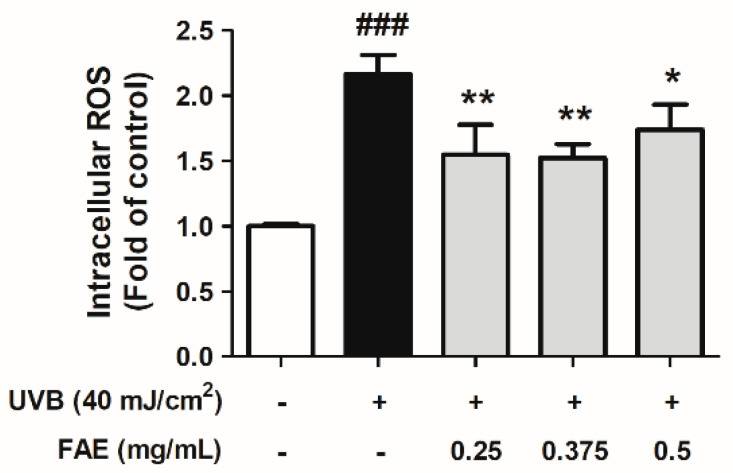 Intracellular ROS
(Fold of control)
2.5
2.0
1.5
1.0
0.5
0.0
###
**
**
*
UVB (40 mJ/cm²) - + + + +
FAE (mg/mL) - - 0.25 0.375 0.5